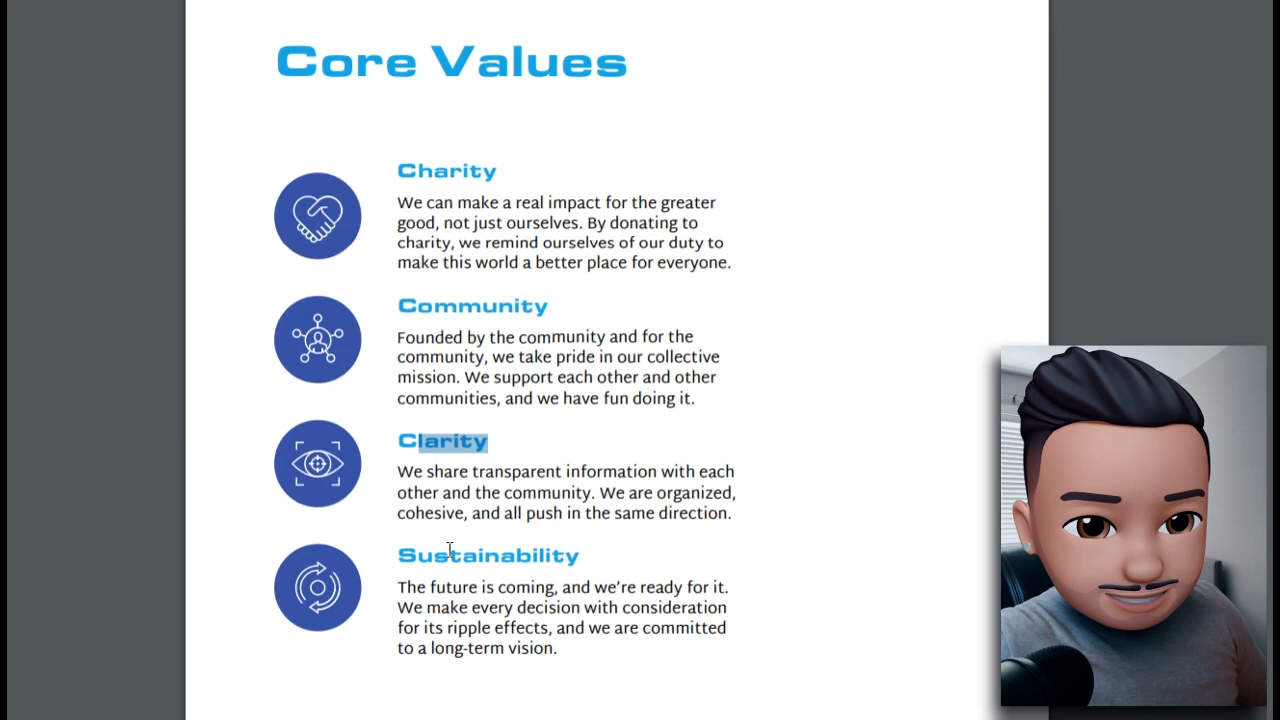 Core Values
Charity
We can make a real impact for the greater
good, not just ourselves. By donating to
charity, we remind ourselves of our duty to
make this world a better place for everyone.
Community
Founded by the community and for the
community, we take pride in our collective
mission. We support each other and other
communities, and we have fun doing it.
Clarity
We share transparent information with each
other and the community. We are organized,
cohesive, and all push in the same direction.
Sustainability
The future is coming, and we’re ready for it.
We make every decision with consideration
for its ripple effects, and we are committed
to a long-term vision.